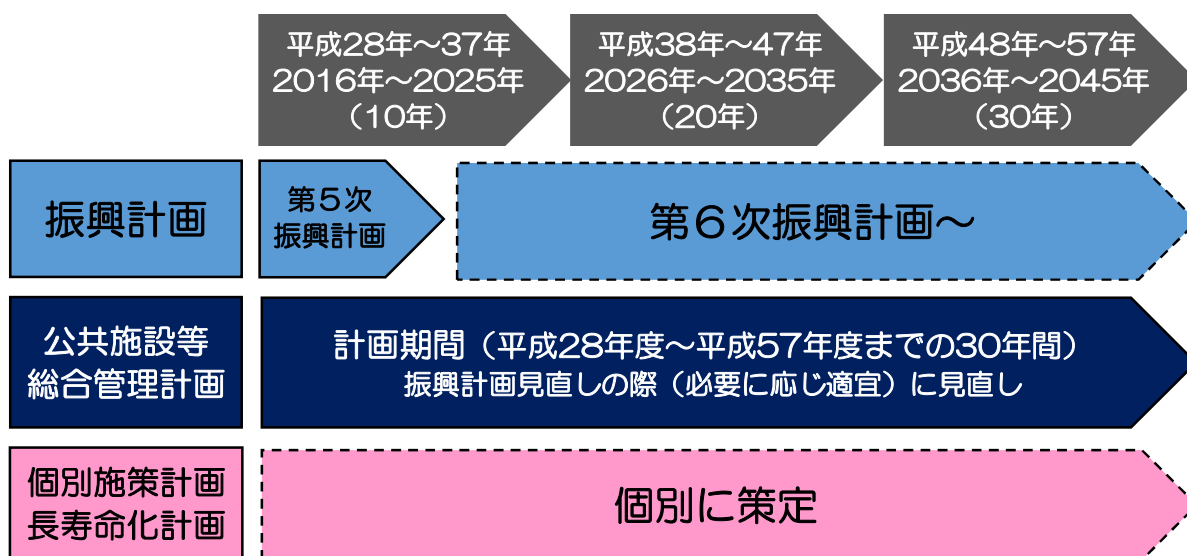 平成28年～37年
2016年～2025年
（10年）
平成38年～47年
2026年～2035年
（20年）
平成48年～57年
2036年～2045年
（30年）
振興計画
第５次
振興計画
第６次振興計画～
公共施設等
総合管理計画
計画期間（平成28年度～平成57年度までの30年間）
振興計画見直しの際（必要に応じ適宜）に見直し
個別施策計画
長寿命化計画
個別に策定